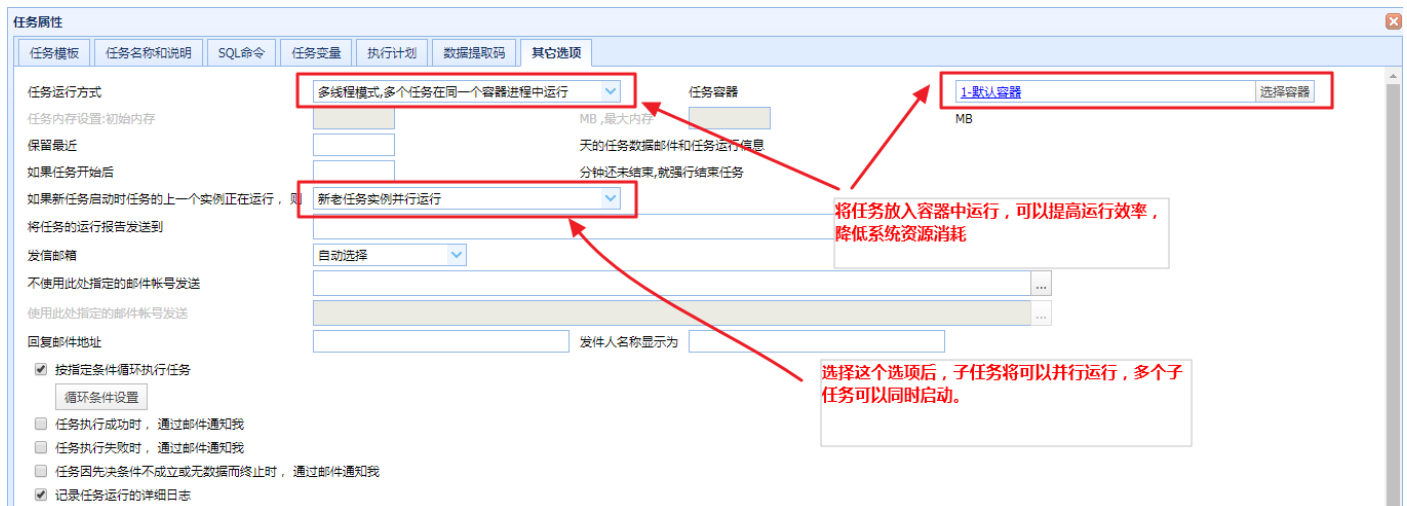 任务属性
任务模板 任务名称和说明 SQL命令 任务变量 执行计划 数据提取码 其它选项
任务运行方式 多线程模式,多个任务在同一个容器进程中运行 任务容器 1-默认容器 选择容器
任务内存设置:初始内存 MB ,最大内存 MB
保留最近 天的任务数据邮件和任务运行信息
如果任务开始后 分钟还未结束,就强行结束任务
如果新任务启动时任务的上一个实例正在运行， 则 新老任务实例并行运行
将任务放入容器中运行，可以提高运行效率，
降低系统资源消耗
将任务的运行报告发送到
发信邮箱 自动选择
不使用此处指定的邮件帐号发送 ...
使用此处指定的邮件帐号发送 ...
回复邮件地址 发件人名称显示为
按指定条件循环执行任务
选择这个选项后，子任务将可以并行运行，多个子
任务可以同时启动。
循环条件设置
任务执行成功时， 通过邮件通知我
任务执行失败时， 通过邮件通知我
任务因先决条件不成立或无数据而终止时， 通过邮件通知我
记录任务运行的详细日志